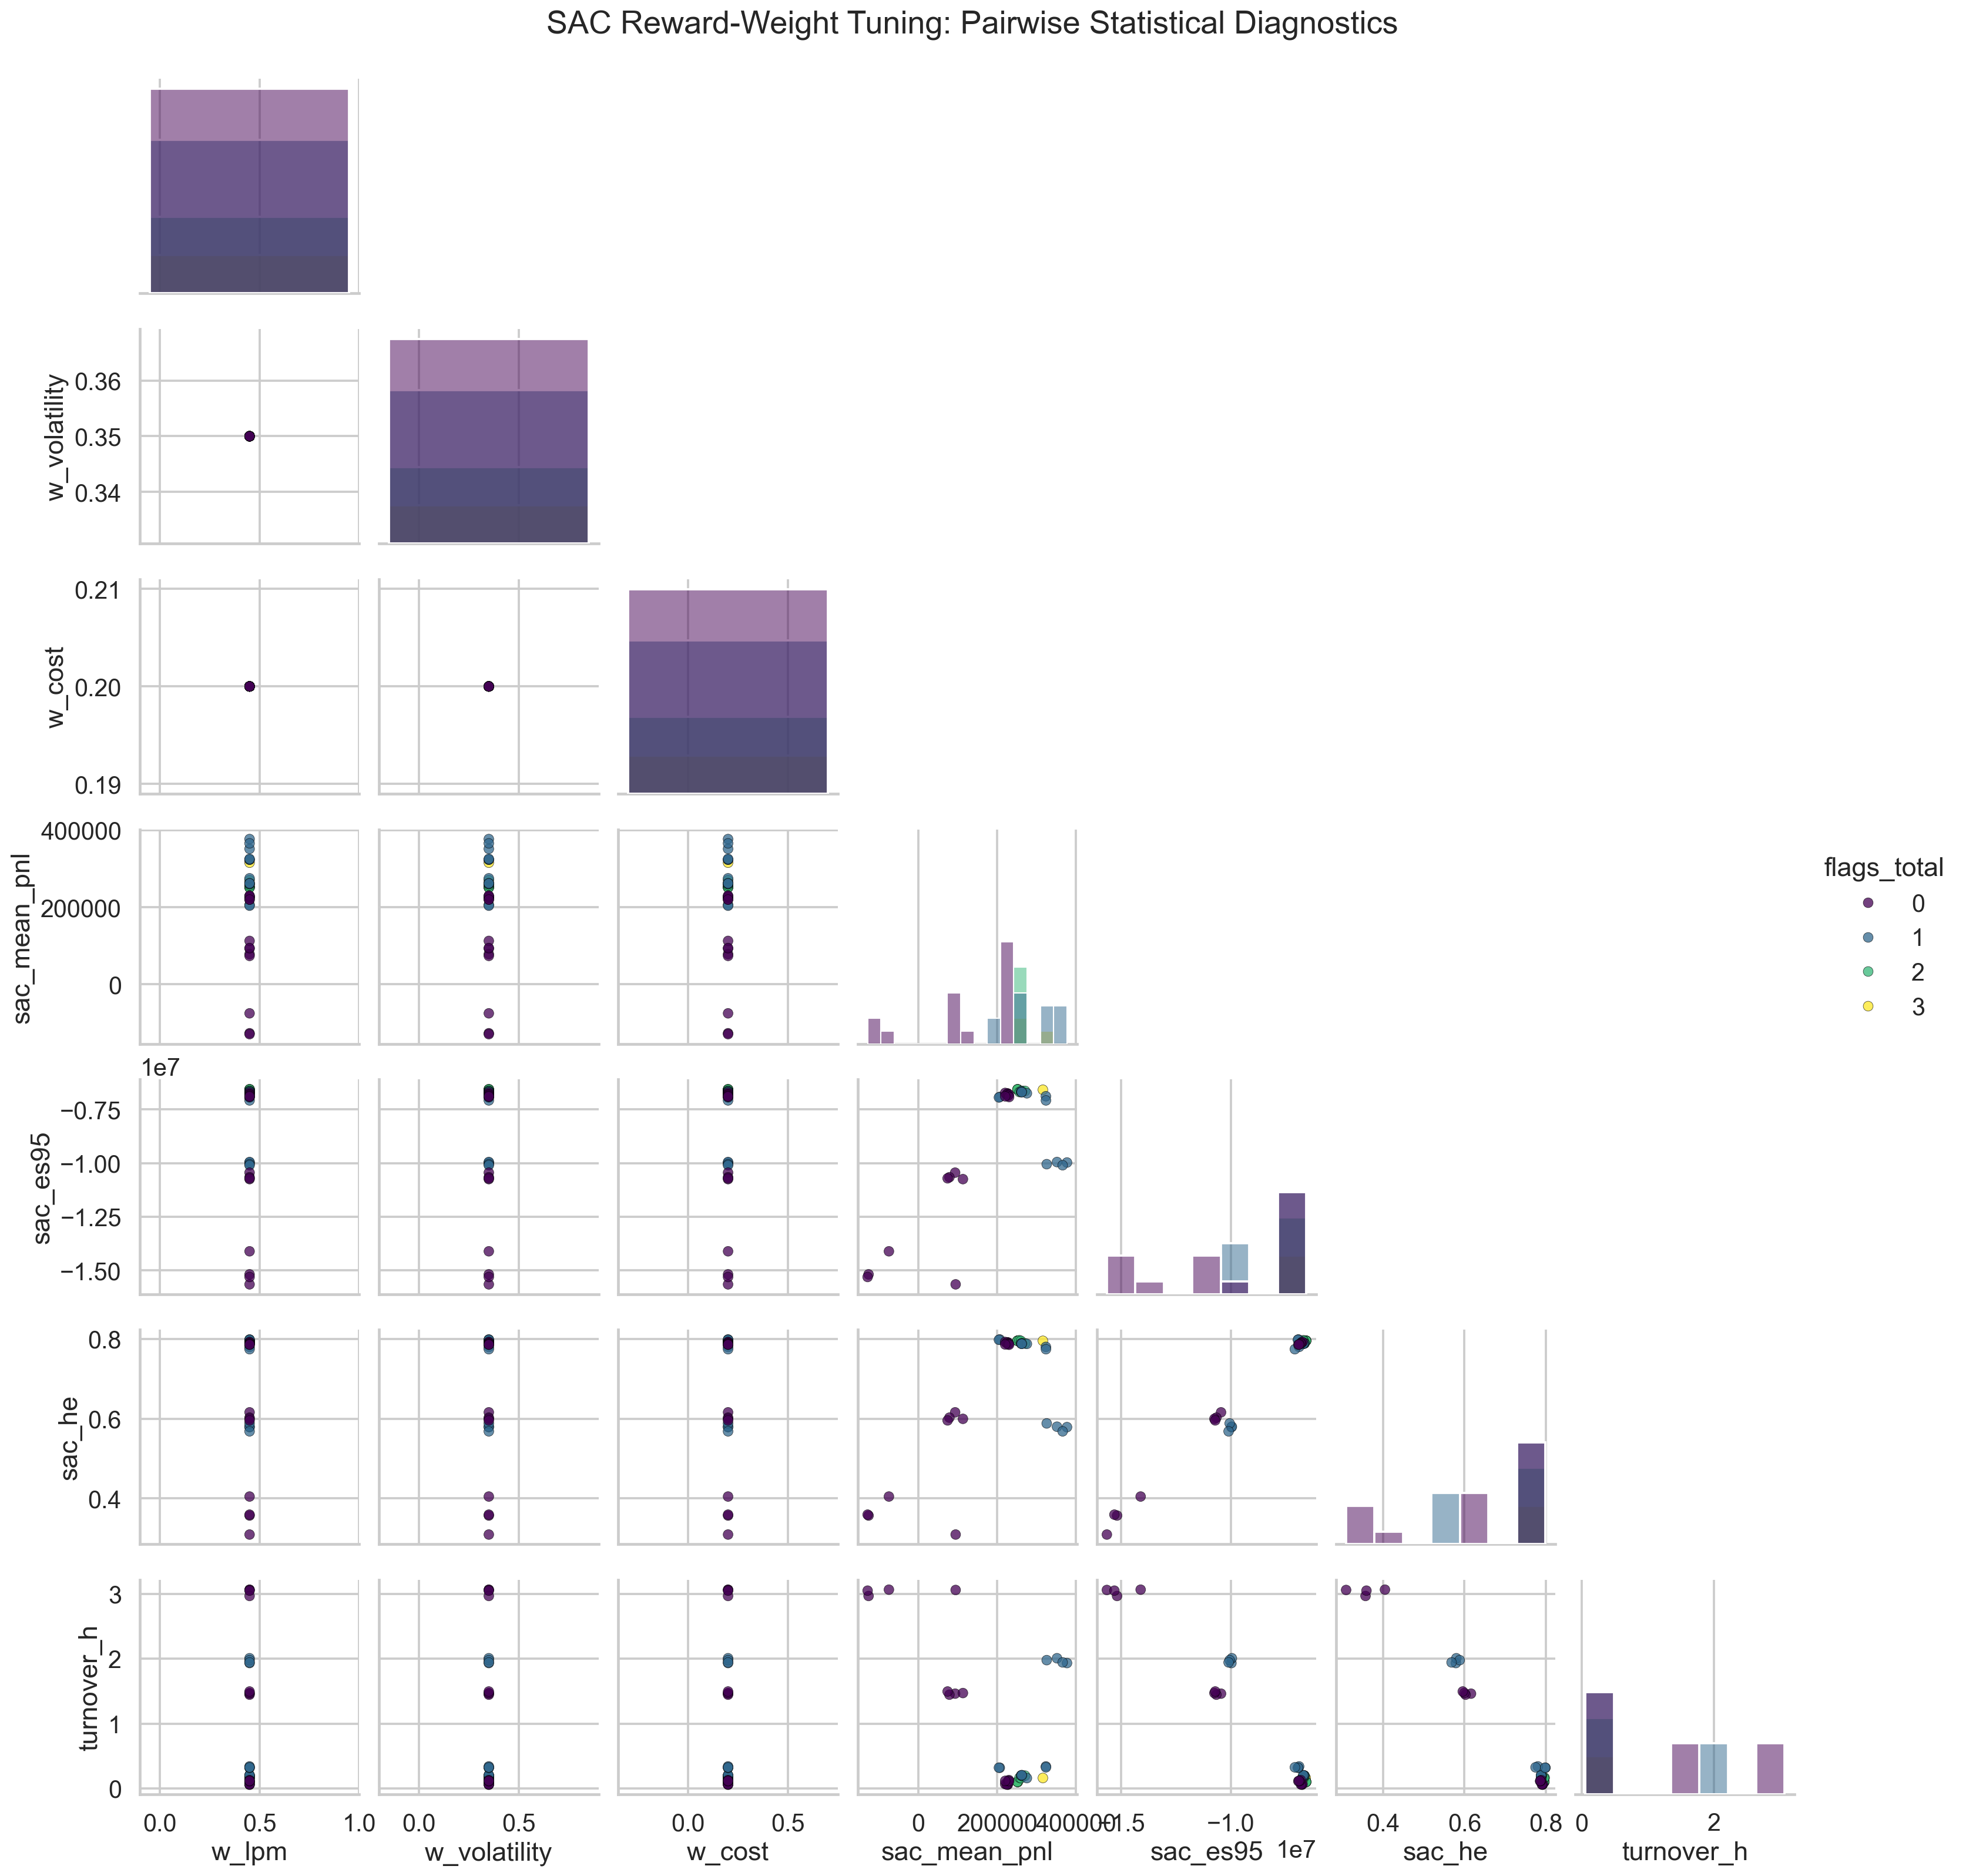 SAC Reward-Weight Tuning: Pairwise Statistical Diagnostics
w_volatility
0.36
0.35
0.34
w_cost
0.21
0.20
0.19
sac_mean_pnl
400000
200000
0
flags_total
0
1
2
3
1e7
sac_es95
−0.75
−1.00
−1.25
−1.50
sac_he
0.8
0.6
0.4
turnover_h
3
2
1
0
0.0 0.5 1.0
w_lpm
0.0 0.5
w_volatility
0.0 0.5
w_cost
0 200000 400000
sac_mean_pnl
−1.5 −1.0
sac_es95 1e7
0.4 0.6 0.8
sac_he
0 2
turnover_h